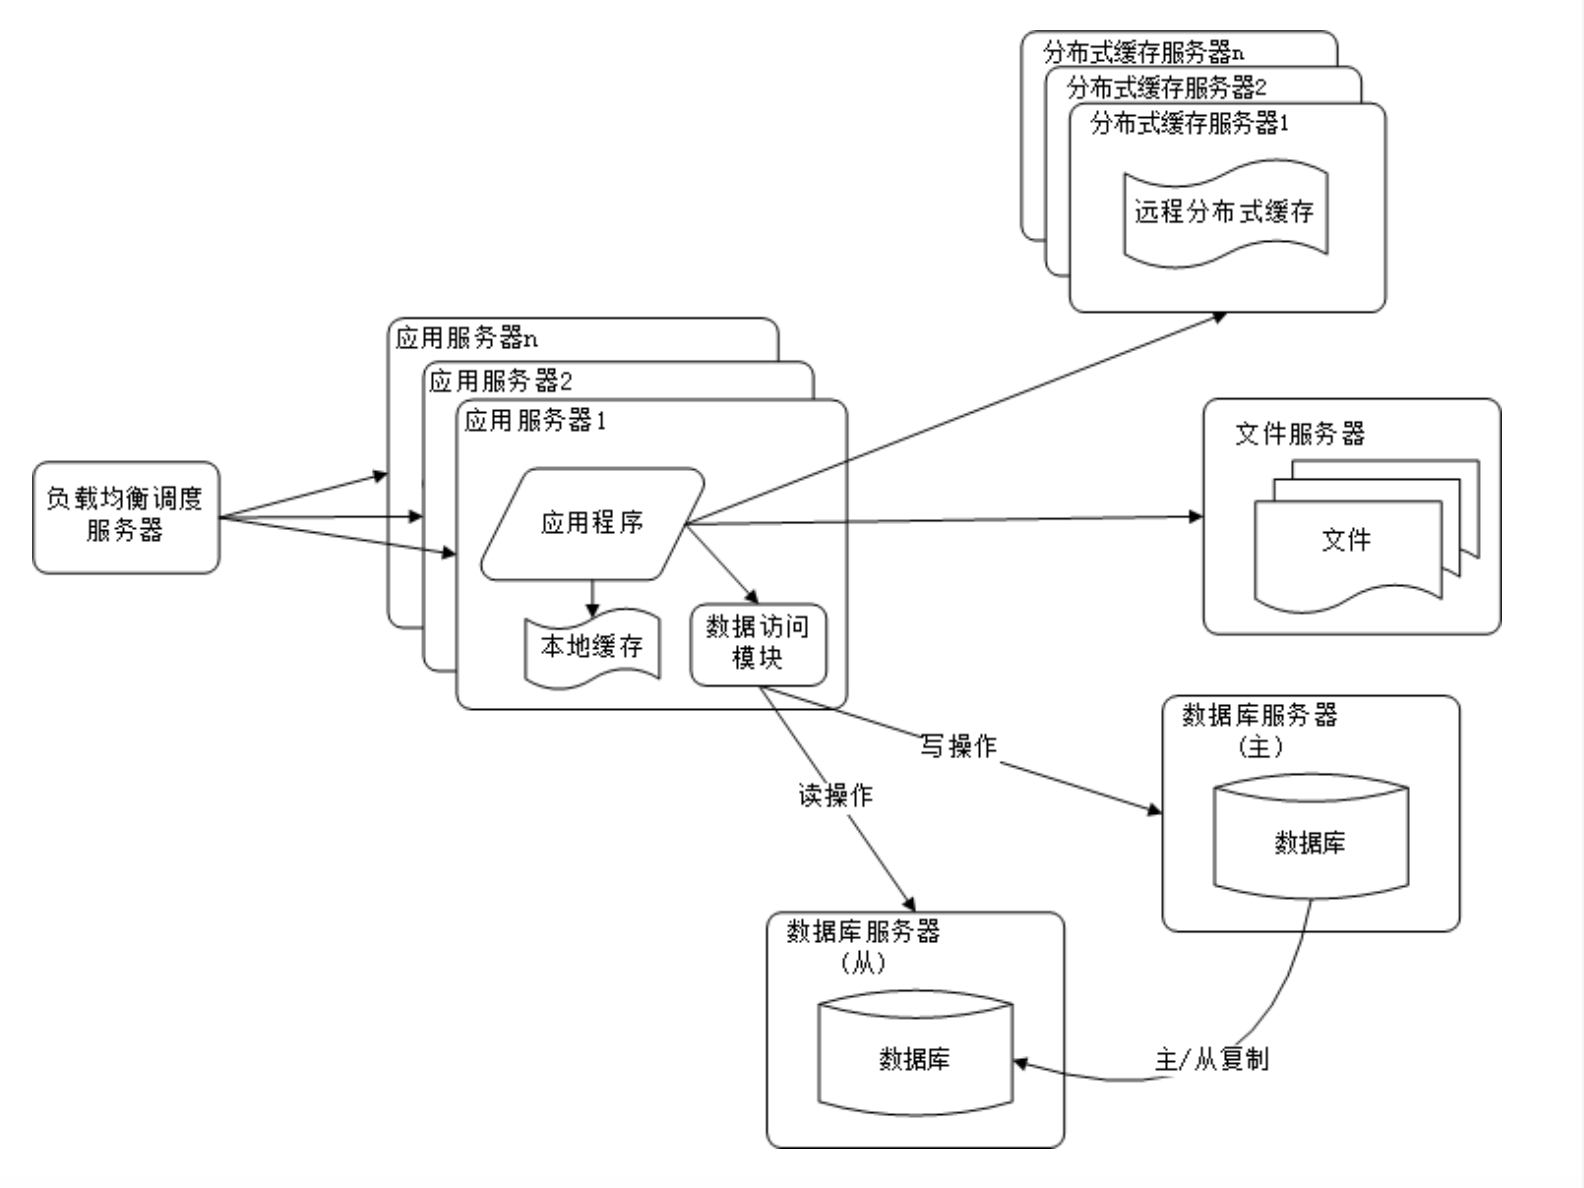 分布式缓存服务器n
分布式缓存服务器2
分布式缓存服务器1
远程分布式缓存
应用服务器n
应用服务器2
应用服务器1
负载均衡调度
服务器
应用程序
本地缓存
数据访问
模块
文件服务器
文件
写操作
读操作
数据库服务器
(主)
数据库
数据库服务器
(从)
数据库
主/从复制